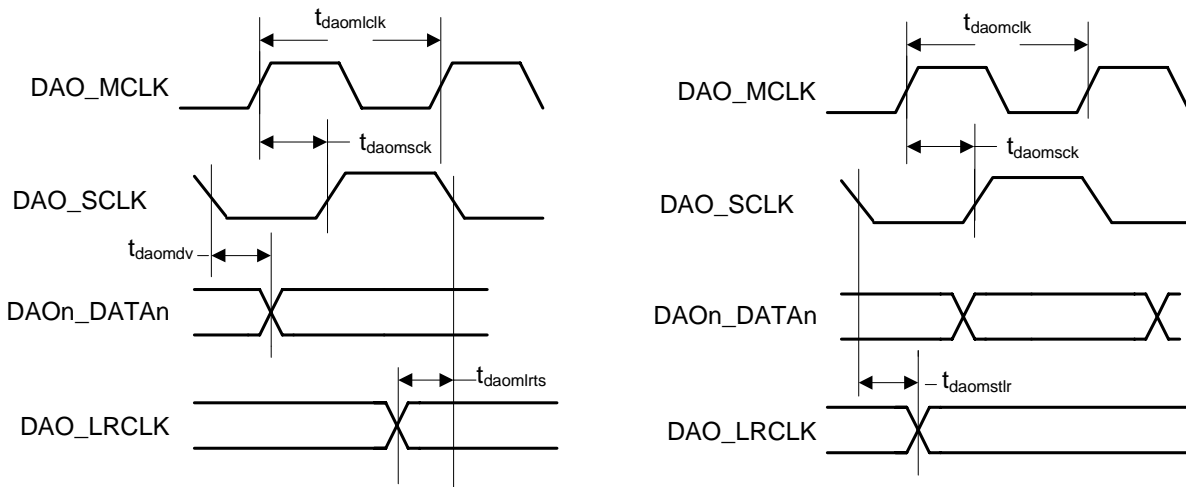 t_daomlclk
DAO_MCLK
t_daomsck
DAO_SCLK
t_daomdv
DAOn_DATAn
t_daomlrts
DAO_LRCLK
t_daomclk
DAO_MCLK
t_daomsck
DAO_SCLK
DAOn_DATAn
t_daomstlr
DAO_LRCLK